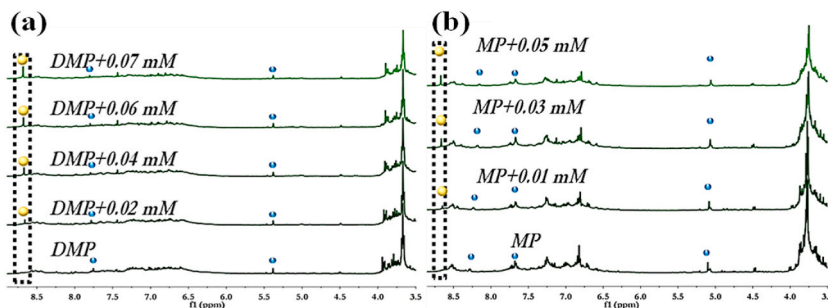 (a)
DMP+0.07 mM
DMP+0.06 mM
DMP+0.04 mM
DMP+0.02 mM
DMP
8.5 8.0 7.5 7.0 6.5 6.0 5.5 5.0 4.5 4.0 3.5
f1 (ppm)
(b)
MP+0.05 mM
MP+0.03 mM
MP+0.01 mM
MP
8.5 8.0 7.5 7.0 6.5 6.0 5.5 5.0 4.5 4.0 3.5
f1 (ppm)